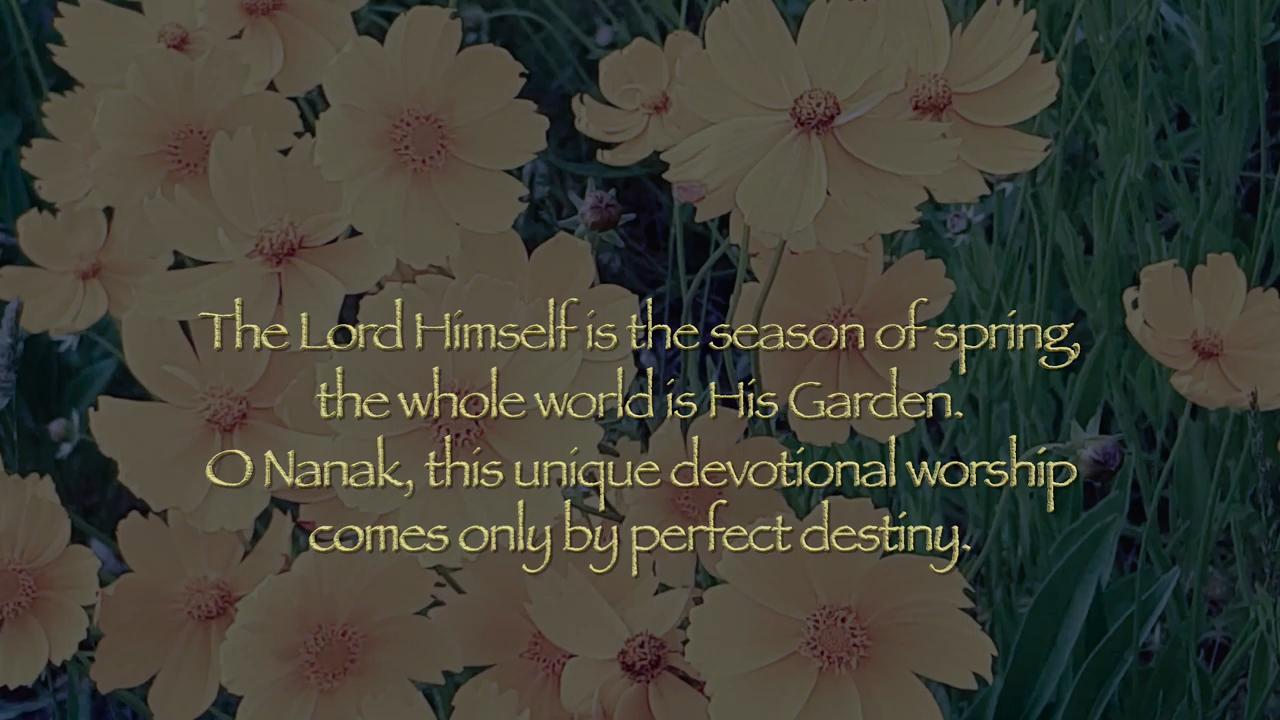 The Lord Himself is the season of spring,
the whole world is His Garden.
O Nanak, this unique devotional worship
comes only by perfect destiny.